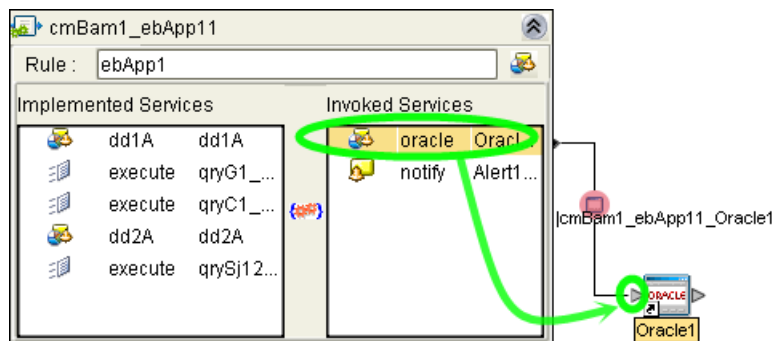 cmBam1_ebApp11
Rule : ebApp1
Implemented Services Invoked Services
dd1A dd1A oracle Oracl...
execute qryG1_... notify Alert1...
execute qryC1_...
dd2A dd2A
execute qrySj12...
|cmBam1_ebApp11_Oracle1
ORACLE
Oracle1